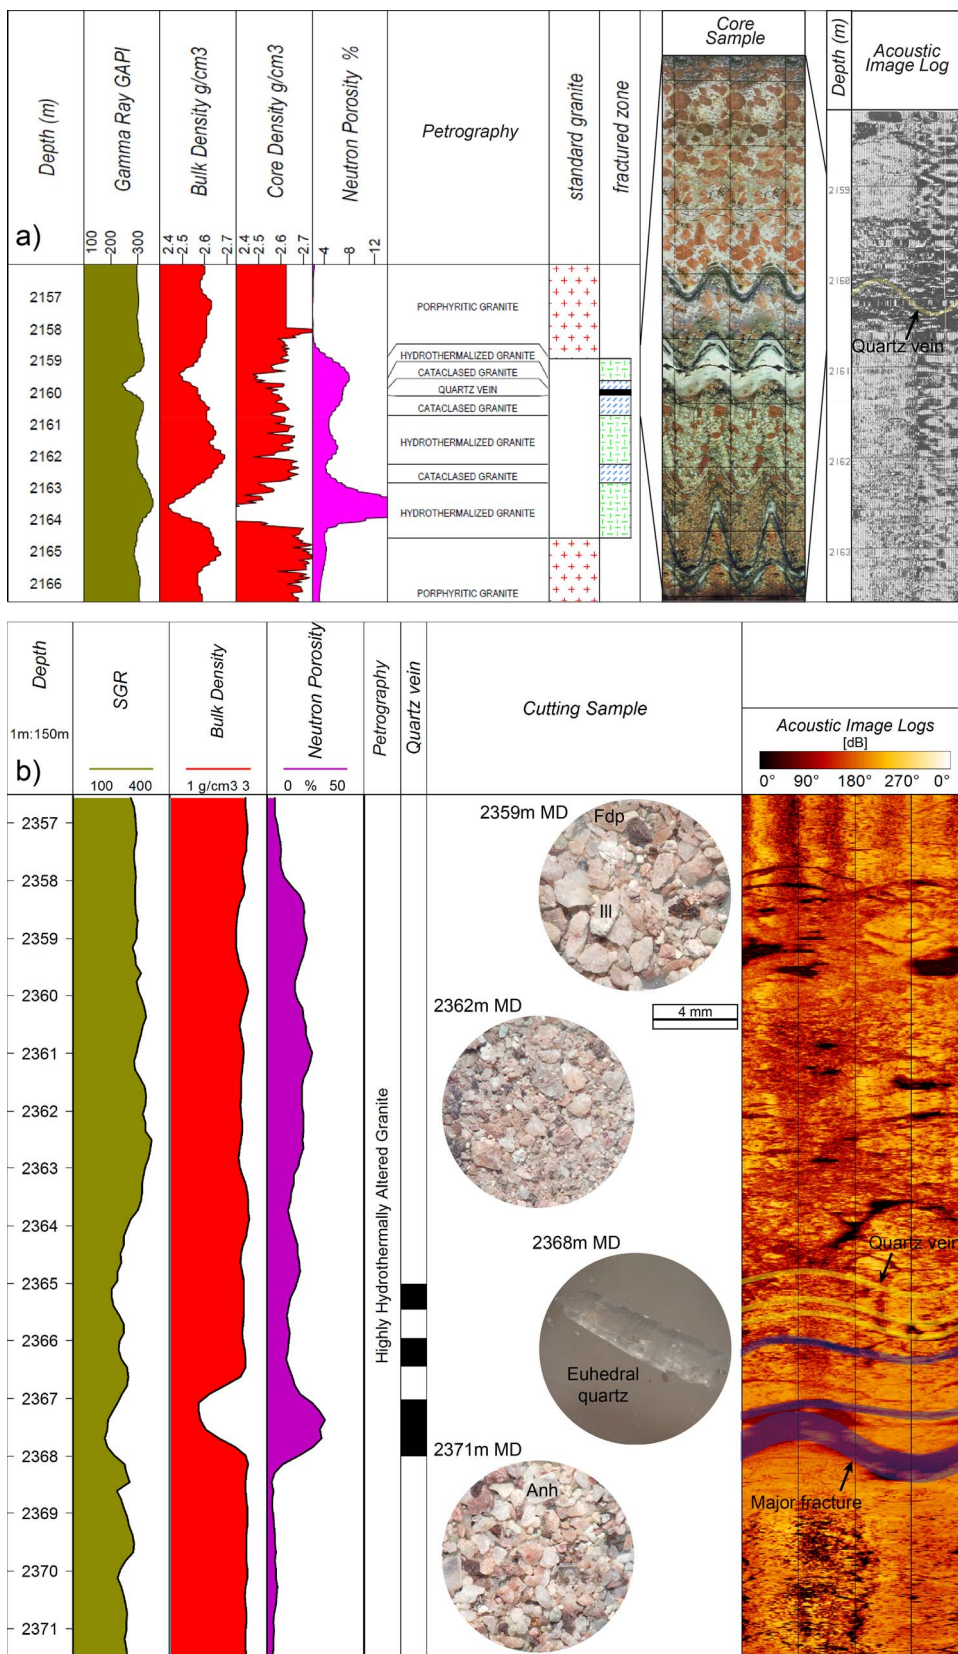 a)
Depth (m)
Gamma Ray GAPI
Bulk Density g/cm3
Core Density g/cm3
Neutron Porosity %
Petrography
standard granite
fractured zone
Core
Sample
Depth (m)
Acoustic
Image Log
100 200 300
2.4 2.5 2.6 2.7
2.4 2.5 2.6 2.7
4 8 12
2157
2158
2159
2160
2161
2162
2163
2164
2165
2166
PORPHYRITIC GRANITE
HYDROTHERMALIZED GRANITE
CATACLASED GRANITE
QUARTZ VEIN
CATACLASED GRANITE
HYDROTHERMALIZED GRANITE
CATACLASED GRANITE
HYDROTHERMALIZED GRANITE
PORPHYRITIC GRANITE
2159
2160
Quartz vein
2161
2162
2163
b)
Depth
1m:150m
SGR
Bulk Density
Neutron Porosity
Petrography
Quartz vein
Cutting Sample
Acoustic Image Logs
[dB]
100 400
1 g/cm3 3
0 % 50
0° 90° 180° 270° 0°
2357
2358
2359
2360
2361
2362
2363
2364
2365
2366
2367
2368
2369
2370
2371
Highly Hydrothermally Altered Granite
2359m MD
Fdp
Ill
4 mm
2362m MD
2368m MD
Euhedral
quartz
2371m MD
Anh
Quartz vein
Major fracture